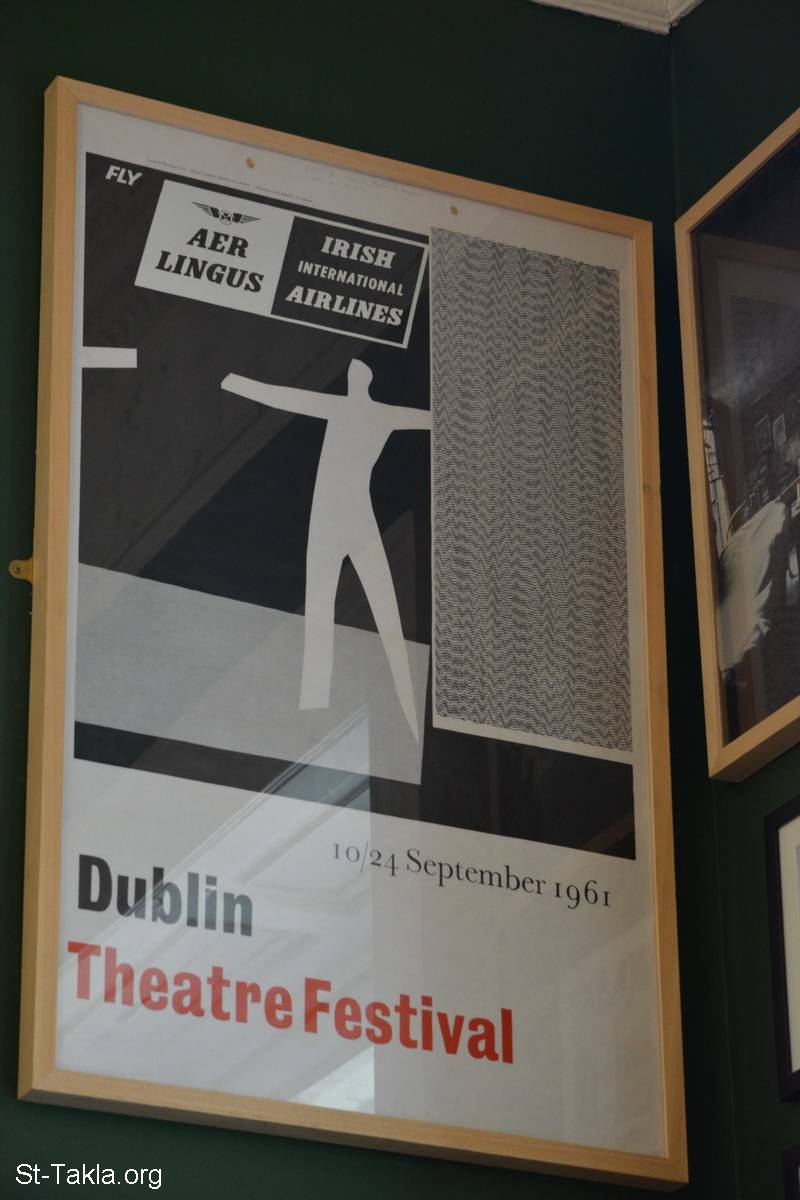 FLY
AER
LINGUS
IRISH
INTERNATIONAL
AIRLINES
10/24 September 1961
Dublin
Theatre Festival
St-Takla.org